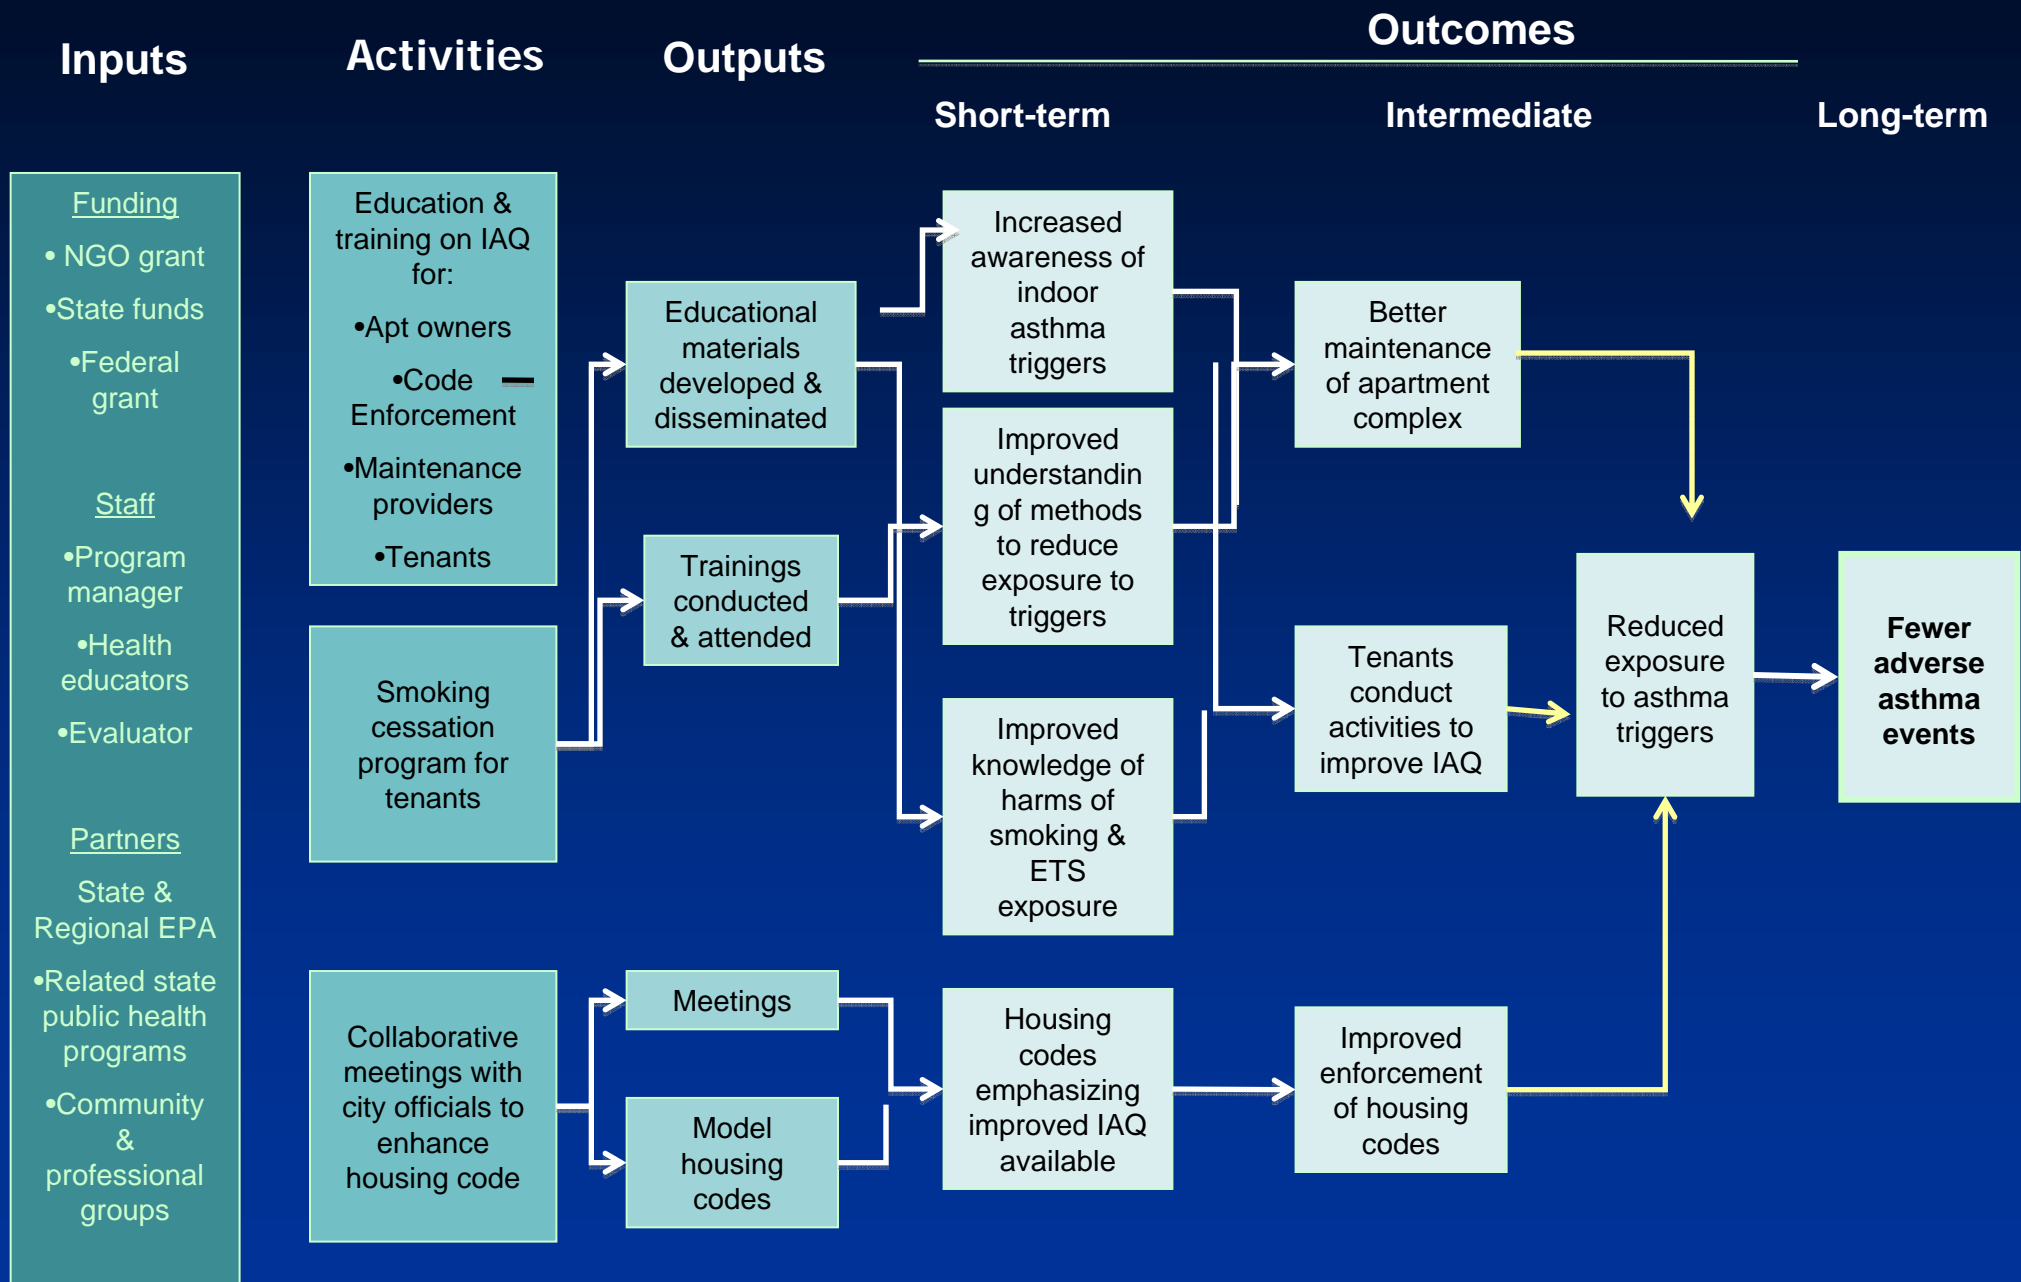 Inputs
Activities
Outputs
Outcomes
Short-term
Intermediate
Long-term
Funding
• NGO grant
•State funds
•Federal
grant
Staff
•Program
manager
•Health
educators
•Evaluator
Partners
State &
Regional EPA
•Related state
public health
programs
•Community
&
professional
groups
Education &
training on IAQ
for:
•Apt owners
•Code
Enforcement
•Maintenance
providers
•Tenants
Smoking
cessation
program for
tenants
Collaborative
meetings with
city officials to
enhance
housing code
Educational
materials
developed &
disseminated
Trainings
conducted
& attended
Meetings
Model
housing
codes
Increased
awareness of
indoor
asthma
triggers
Improved
understandin
g of methods
to reduce
exposure to
triggers
Improved
knowledge of
harms of
smoking &
ETS
exposure
Housing
codes
emphasizing
improved IAQ
available
Better
maintenance
of apartment
complex
Tenants
conduct
activities to
improve IAQ
Improved
enforcement
of housing
codes
Reduced
exposure
to asthma
triggers
Fewer
adverse
asthma
events